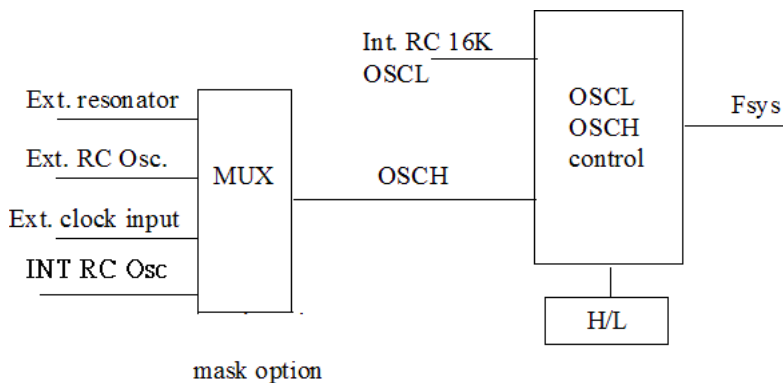 Int. RC 16K
OSCL
Ext. resonator
Ext. RC Osc.
Ext. clock input
INT RC Osc
MUX
OSCH
OSCL
OSCH
control
Fsys
H/L
mask option